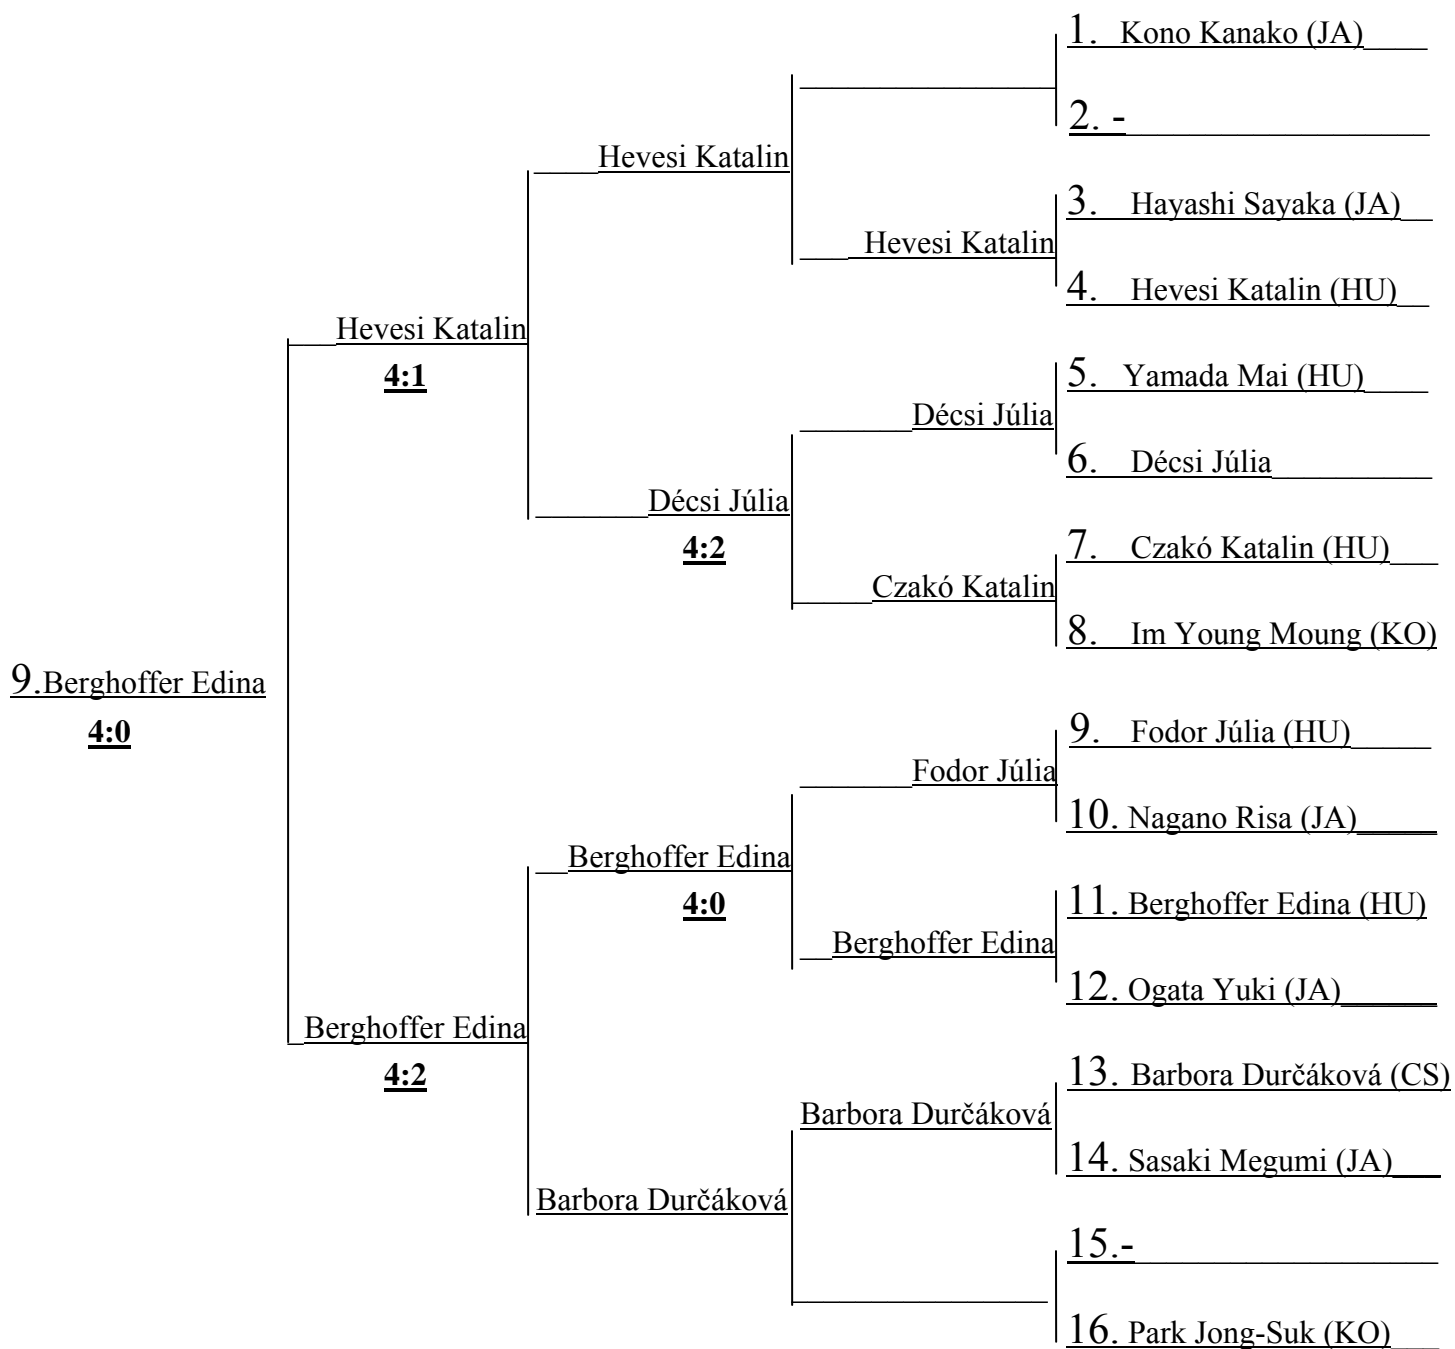 1. Kono Kanako (JA)
2. -
Hevesi Katalin
3. Hayashi Sayaka (JA)
Hevesi Katalin
4. Hevesi Katalin (HU)
Hevesi Katalin
4:1
5. Yamada Mai (HU)
Décsi Júlia
6. Décsi Júlia
Décsi Júlia
4:2
7. Czakó Katalin (HU)
Czakó Katalin
8. Im Young Moung (KO)
9.Berghoffer Edina
4:0
9. Fodor Júlia (HU)
Fodor Júlia
10. Nagano Risa (JA)
Berghoffer Edina
4:0
11. Berghoffer Edina (HU)
Berghoffer Edina
12. Ogata Yuki (JA)
Berghoffer Edina
4:2
13. Barbora Durčáková (CS)
Barbora Durčáková
14. Sasaki Megumi (JA)
Barbora Durčáková
15.-
16. Park Jong-Suk (KO)